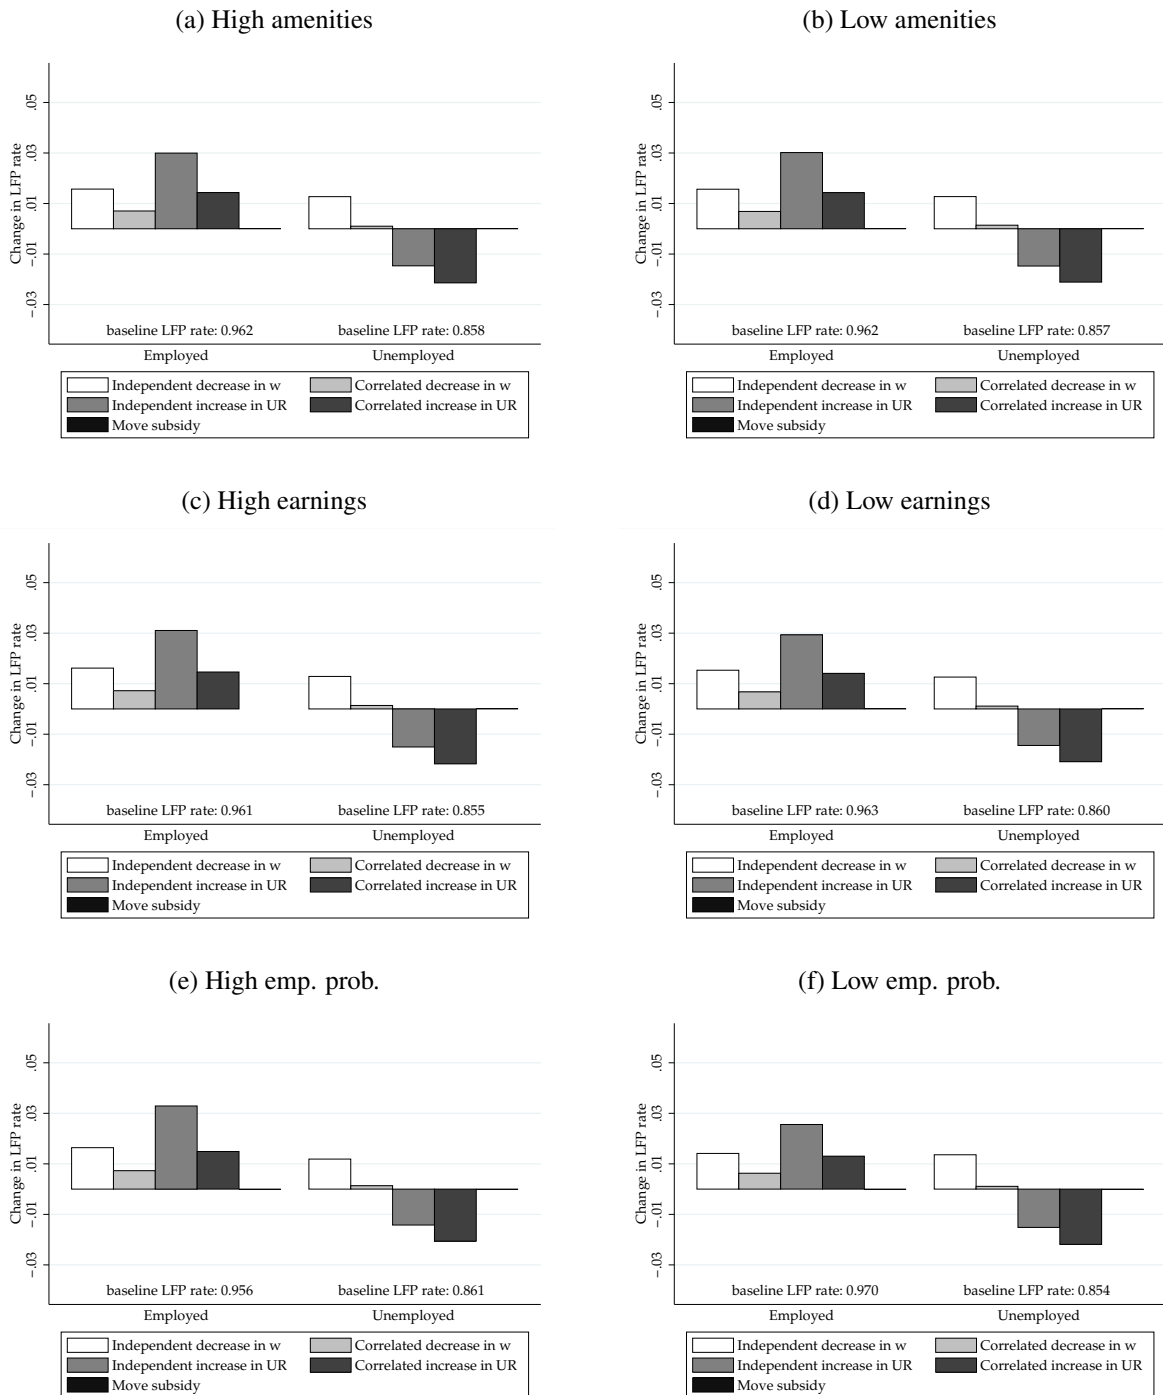 (a) High amenities
Change in LFP rate
.05
.03
.01
-.01
-.03
baseline LFP rate: 0.962
baseline LFP rate: 0.858
Employed
Unemployed
Independent decrease in w
Correlated decrease in w
Independent increase in UR
Correlated increase in UR
Move subsidy
(b) Low amenities
Change in LFP rate
.05
.03
.01
-.01
-.03
baseline LFP rate: 0.962
baseline LFP rate: 0.857
Employed
Unemployed
Independent decrease in w
Correlated decrease in w
Independent increase in UR
Correlated increase in UR
Move subsidy
(c) High earnings
Change in LFP rate
.05
.03
.01
-.01
-.03
baseline LFP rate: 0.961
baseline LFP rate: 0.855
Employed
Unemployed
Independent decrease in w
Correlated decrease in w
Independent increase in UR
Correlated increase in UR
Move subsidy
(d) Low earnings
Change in LFP rate
.05
.03
.01
-.01
-.03
baseline LFP rate: 0.963
baseline LFP rate: 0.860
Employed
Unemployed
Independent decrease in w
Correlated decrease in w
Independent increase in UR
Correlated increase in UR
Move subsidy
(e) High emp. prob.
Change in LFP rate
.05
.03
.01
-.01
-.03
baseline LFP rate: 0.956
baseline LFP rate: 0.861
Employed
Unemployed
Independent decrease in w
Correlated decrease in w
Independent increase in UR
Correlated increase in UR
Move subsidy
(f) Low emp. prob.
Change in LFP rate
.05
.03
.01
-.01
-.03
baseline LFP rate: 0.970
baseline LFP rate: 0.854
Employed
Unemployed
Independent decrease in w
Correlated decrease in w
Independent increase in UR
Correlated increase in UR
Move subsidy